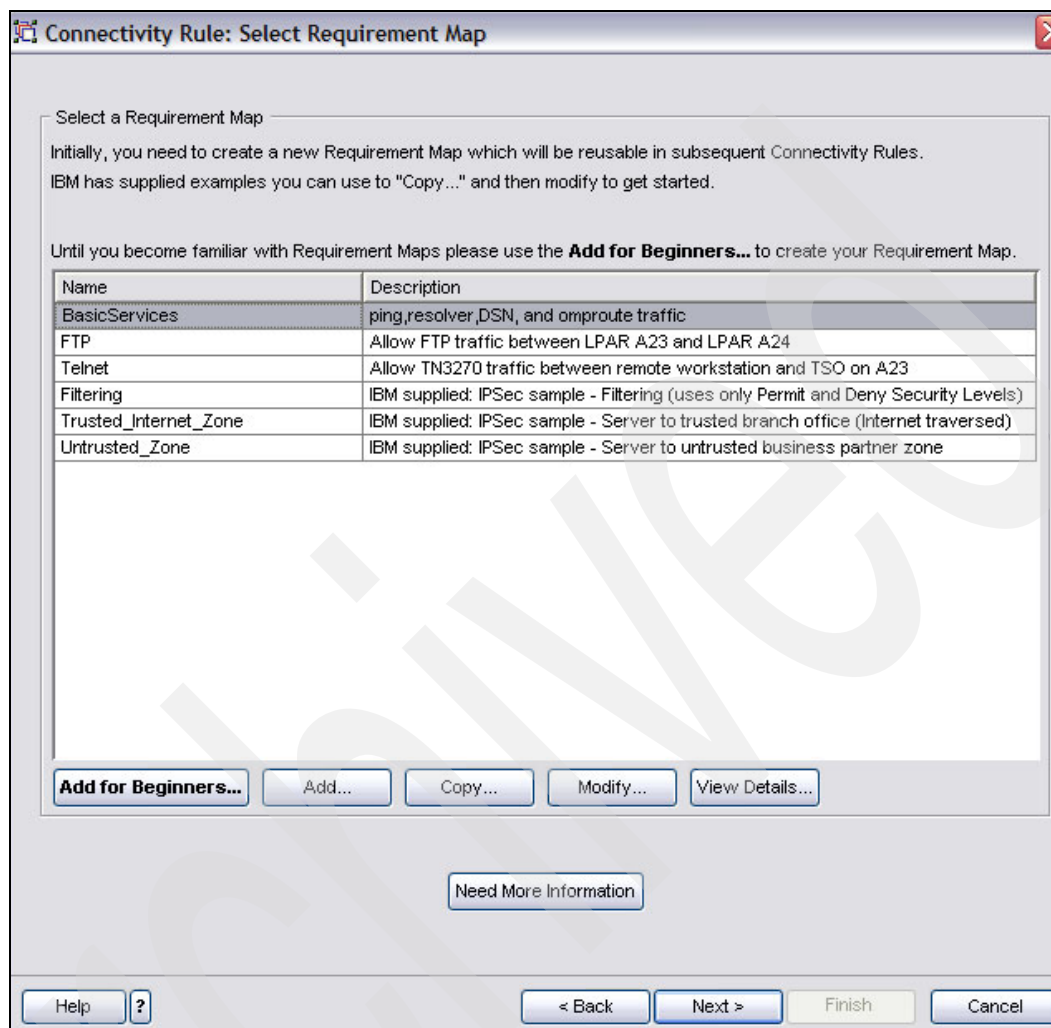 Connectivity Rule: Select Requirement Map
Select a Requirement Map
Initially, you need to create a new Requirement Map which will be reusable in subsequent Connectivity Rules.
IBM has supplied examples you can use to "Copy..." and then modify to get started.
Until you become familiar with Requirement Maps please use the Add for Beginners... to create your Requirement Map.
Name Description
BasicServices ping,resolver,DSN, and omproute traffic
FTP Allow FTP traffic between LPAR A23 and LPAR A24
Telnet Allow TN3270 traffic between remote workstation and TSO on A23
Filtering IBM supplied: IPSec sample - Filtering (uses only Permit and Deny Security Levels)
Trusted_Internet_Zone IBM supplied: IPSec sample - Server to trusted branch office (Internet traversed)
Untrusted_Zone IBM supplied: IPSec sample - Server to untrusted business partner zone
Add for Beginners... Add... Copy... Modify... View Details...
Need More Information
Help ? < Back Next > Finish Cancel